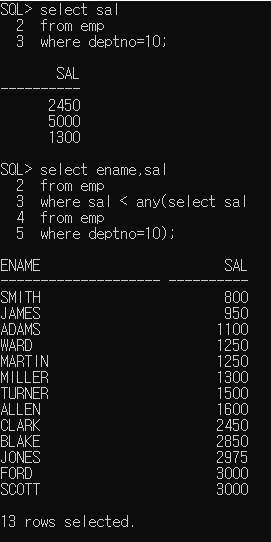 SQL> select sal
  2  from emp
  3  where deptno=10;
       SAL
----------
      2450
      5000
      1300
SQL> select ename,sal
  2  from emp
  3  where sal < any(select sal
  4  from emp
  5  where deptno=10);
ENAME                       SAL
-------------------- ----------
SMITH                       800
JAMES                       950
ADAMS                      1100
WARD                       1250
MARTIN                     1250
MILLER                     1300
TURNER                     1500
ALLEN                      1600
CLARK                      2450
BLAKE                      2850
JONES                      2975
FORD                       3000
SCOTT                      3000
13 rows selected.